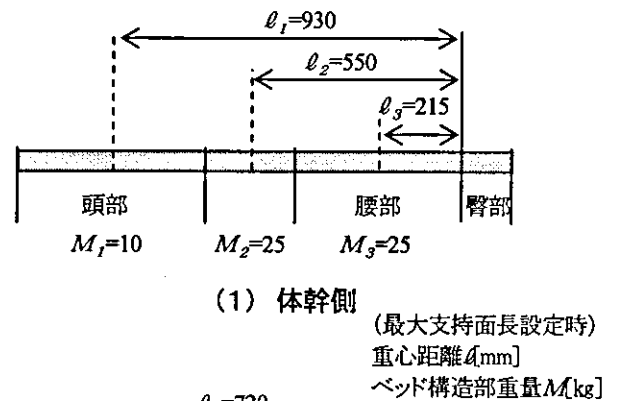 ℓ₁=930
ℓ₂=550
ℓ₃=215
頭部 腰部 臀部
M₁=10 M₂=25 M₃=25
(1) 体幹側
(最大支持面長設定時)
重心距離ℓ[mm]
ベッド構造部重量M[kg]
=720